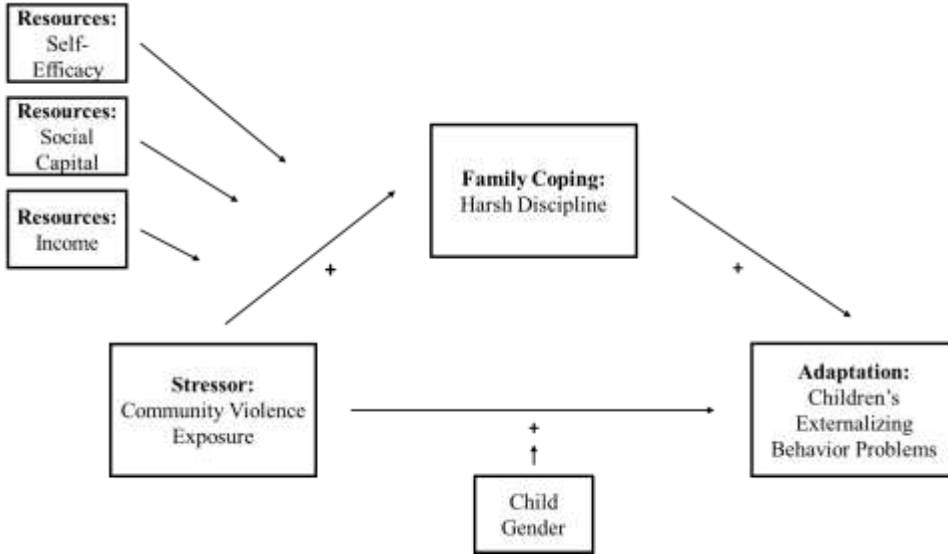 Resources:
Self-
Efficacy
Resources:
Social
Capital
Resources:
Income
Family Coping:
Harsh Discipline
+
+
Stressor:
Community Violence
Exposure
Adaptation:
Children's
Externalizing
Behavior Problems
+
Child
Gender